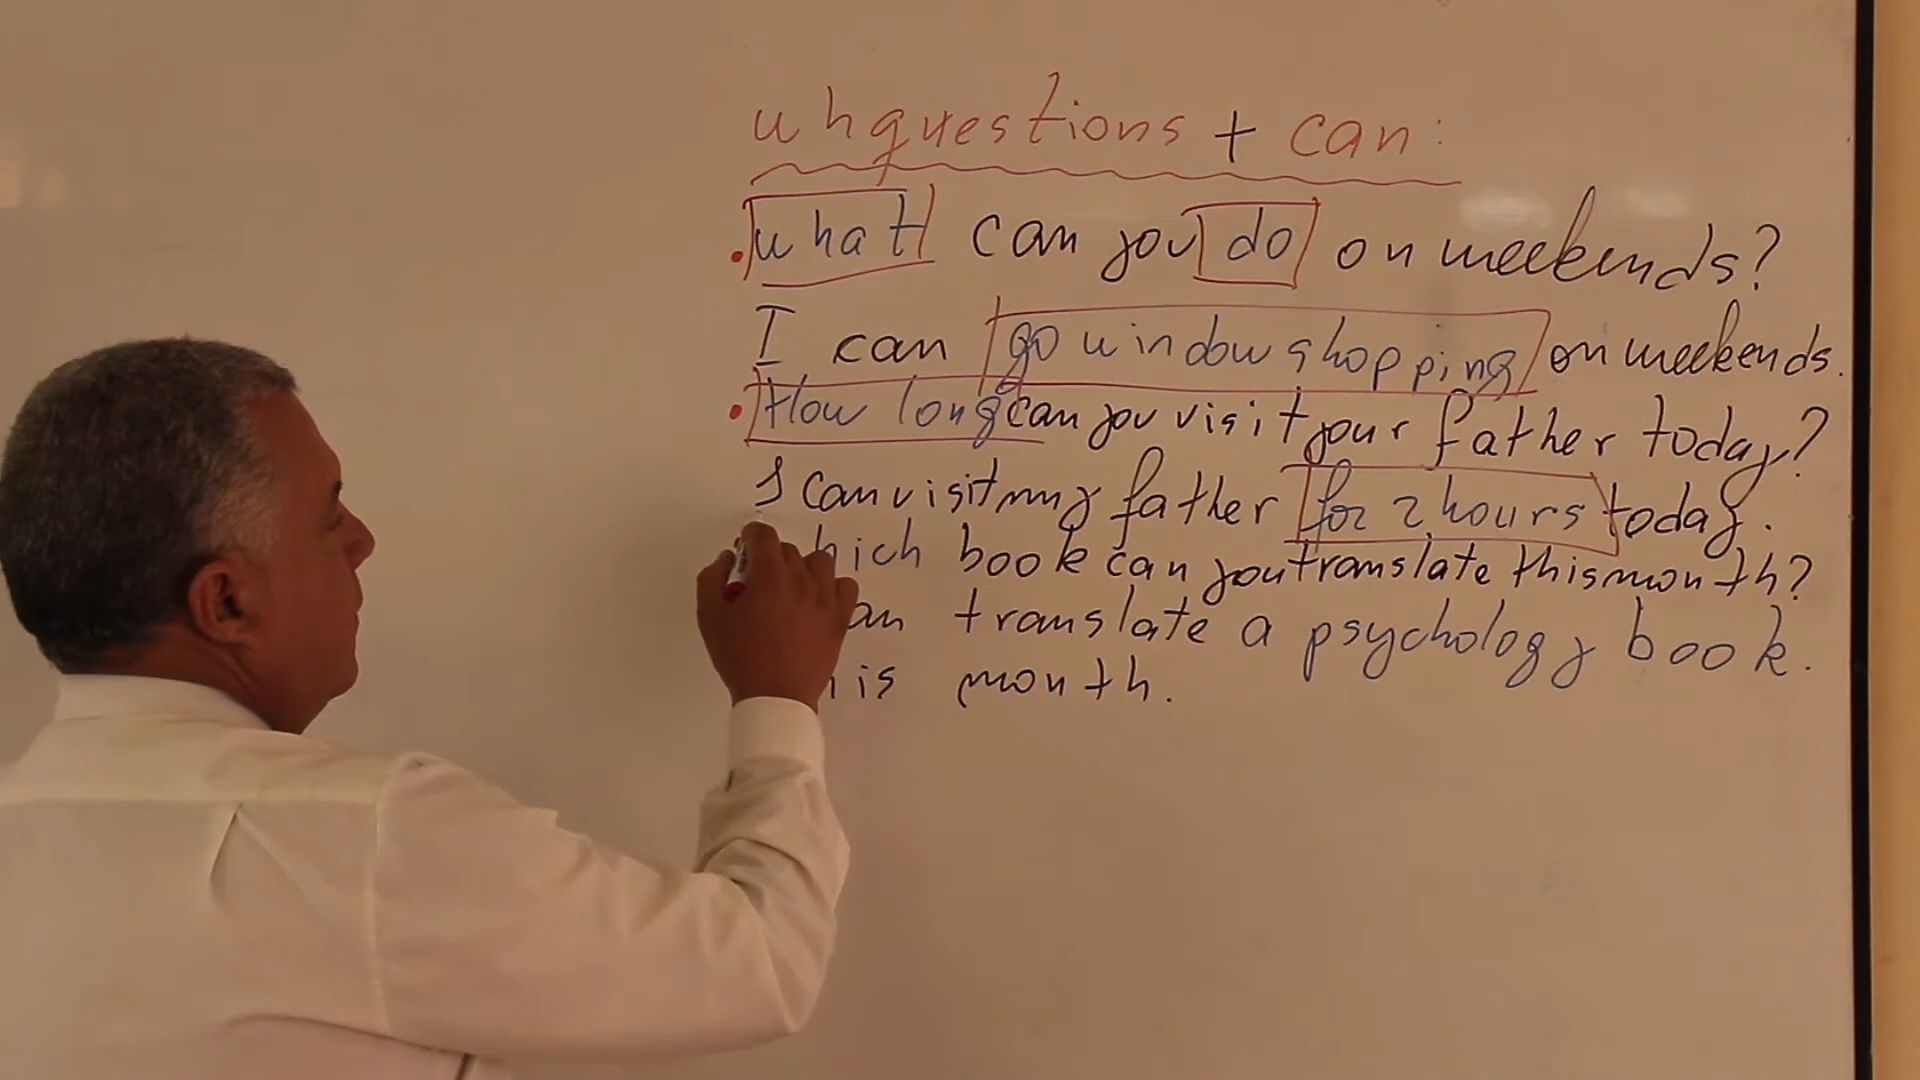 wh questions + can:
• what can you do on weekends?
I can go window shopping on weekends.
• How long can you visit your father today?
I can visit my father for 2 hours today.
hich book can you translate this month?
an translate a psychology book.
is month.